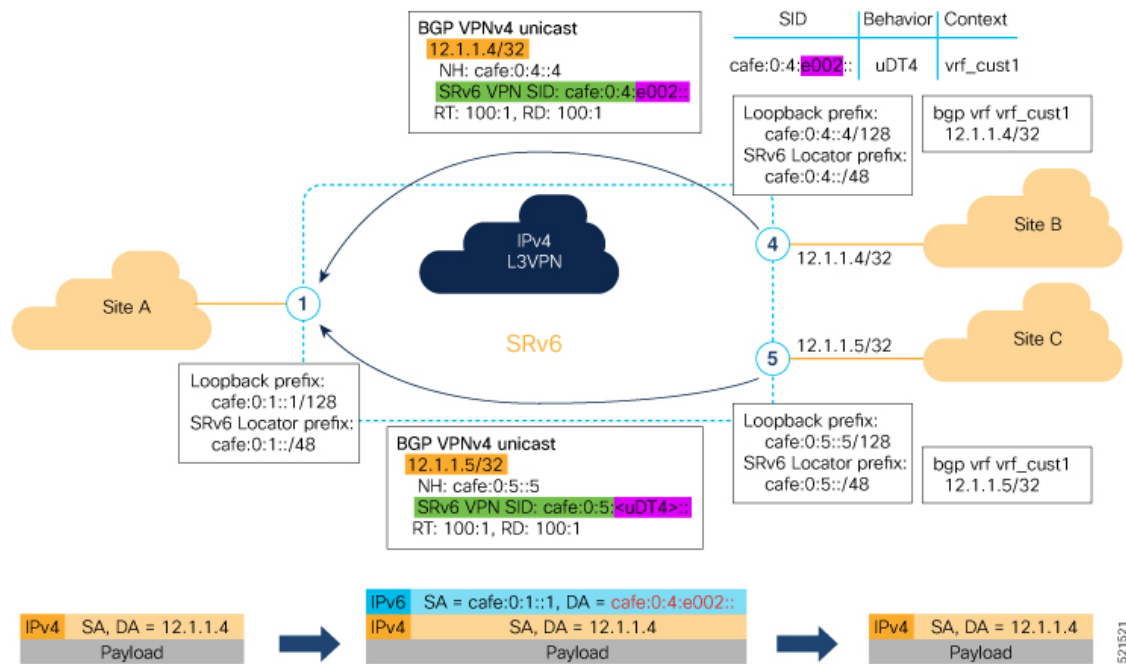 BGP VPNv4 unicast
12.1.1.4/32
NH: cafe:0:4::4
SRv6 VPN SID: cafe:0:4:e002::
RT: 100:1, RD: 100:1
SID Behavior Context
cafe:0:4:e002:: uDT4 vrf_cust1
Loopback prefix:
cafe:0:4::4/128
SRv6 Locator prefix:
cafe:0:4::/48
bgp vrf vrf_cust1
12.1.1.4/32
IPv4
L3VPN
4
12.1.1.4/32
Site B
Site A
1
SRv6
5
12.1.1.5/32
Site C
Loopback prefix:
cafe:0:1::1/128
SRv6 Locator prefix:
cafe:0:1::/48
BGP VPNv4 unicast
12.1.1.5/32
NH: cafe:0:5::5
SRv6 VPN SID: cafe:0:5:<uDT4>::
RT: 100:1, RD: 100:1
Loopback prefix:
cafe:0:5::5/128
SRv6 Locator prefix:
cafe:0:5::/48
bgp vrf vrf_cust1
12.1.1.5/32
IPv4 SA, DA = 12.1.1.4
Payload
IPv6 SA = cafe:0:1::1, DA = cafe:0:4:e002::
IPv4 SA, DA = 12.1.1.4
Payload
IPv4 SA, DA = 12.1.1.4
Payload
521521